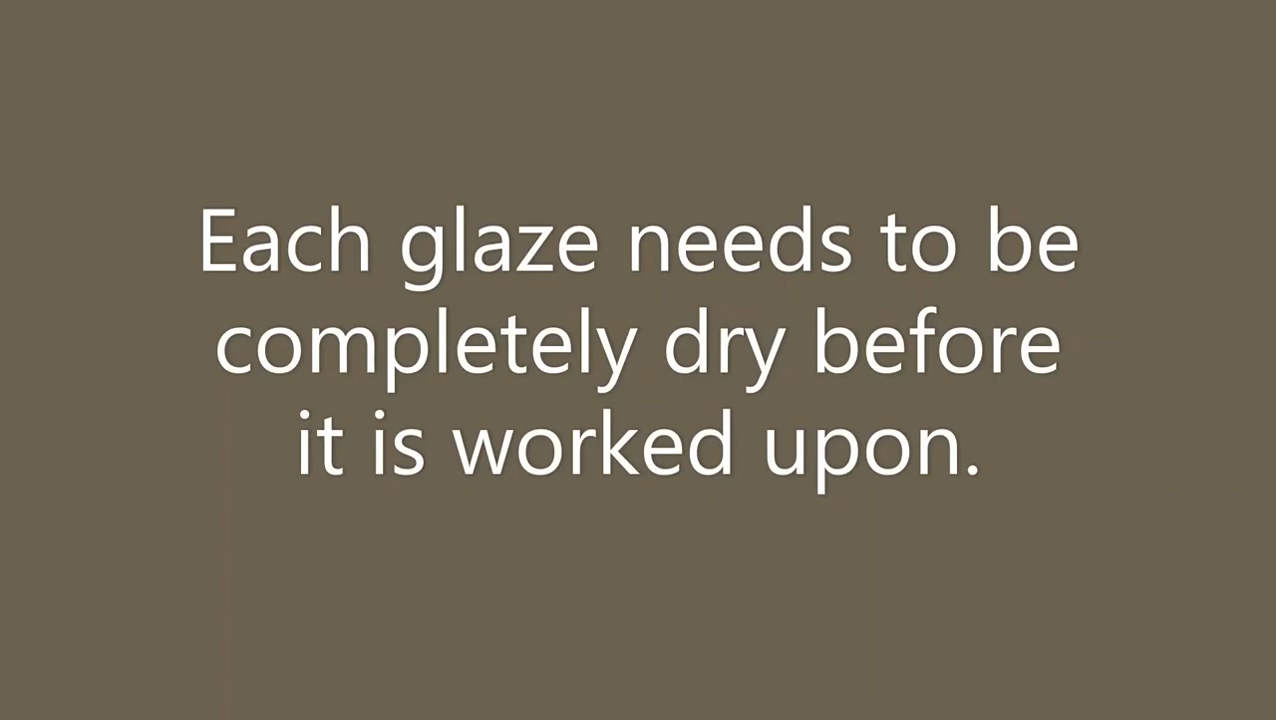 Each glaze needs to be
completely dry before
it is worked upon.